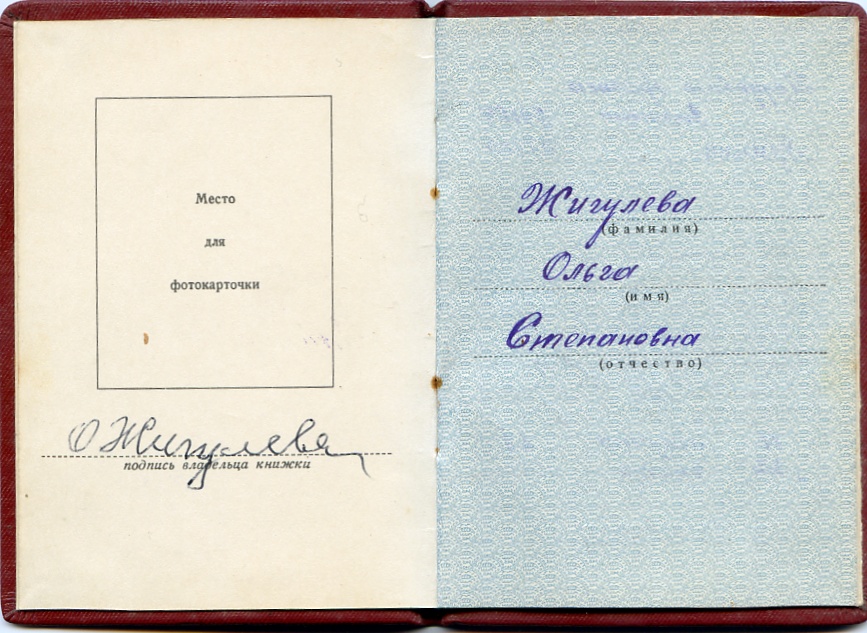 Место
для
фотокарточки
О Жигулева
подпись владельца книжки
Жигулева
(фамилия)
Ольга
(имя)
Степановна
(отчество)